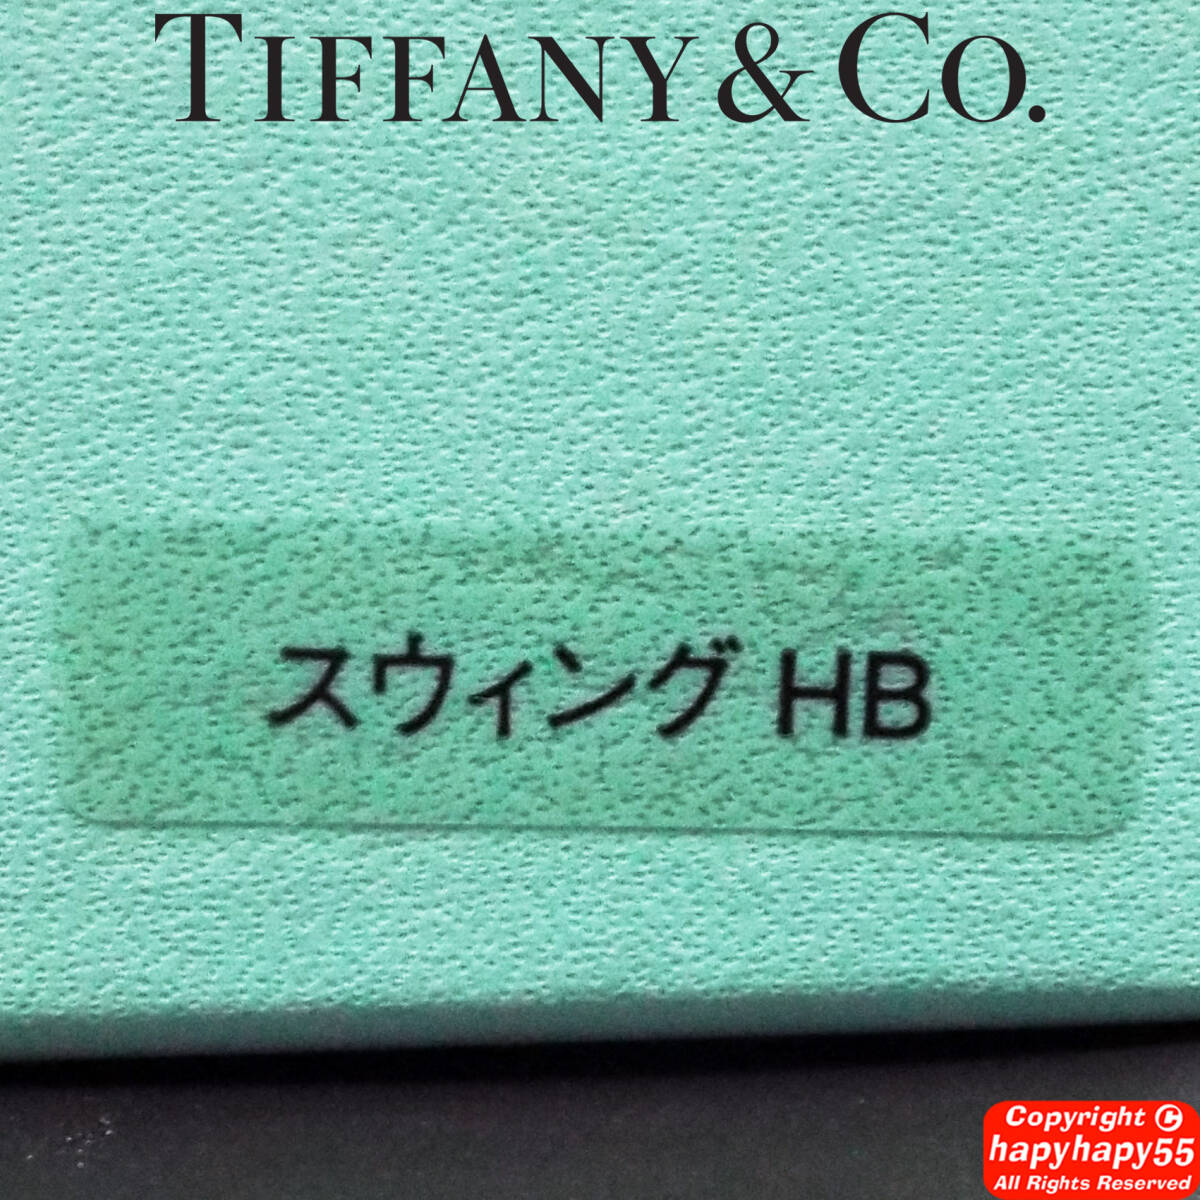 TIFFANY & CO.
スウィング HB
Copyright ©
hapyhapy55
All Rights Reserved